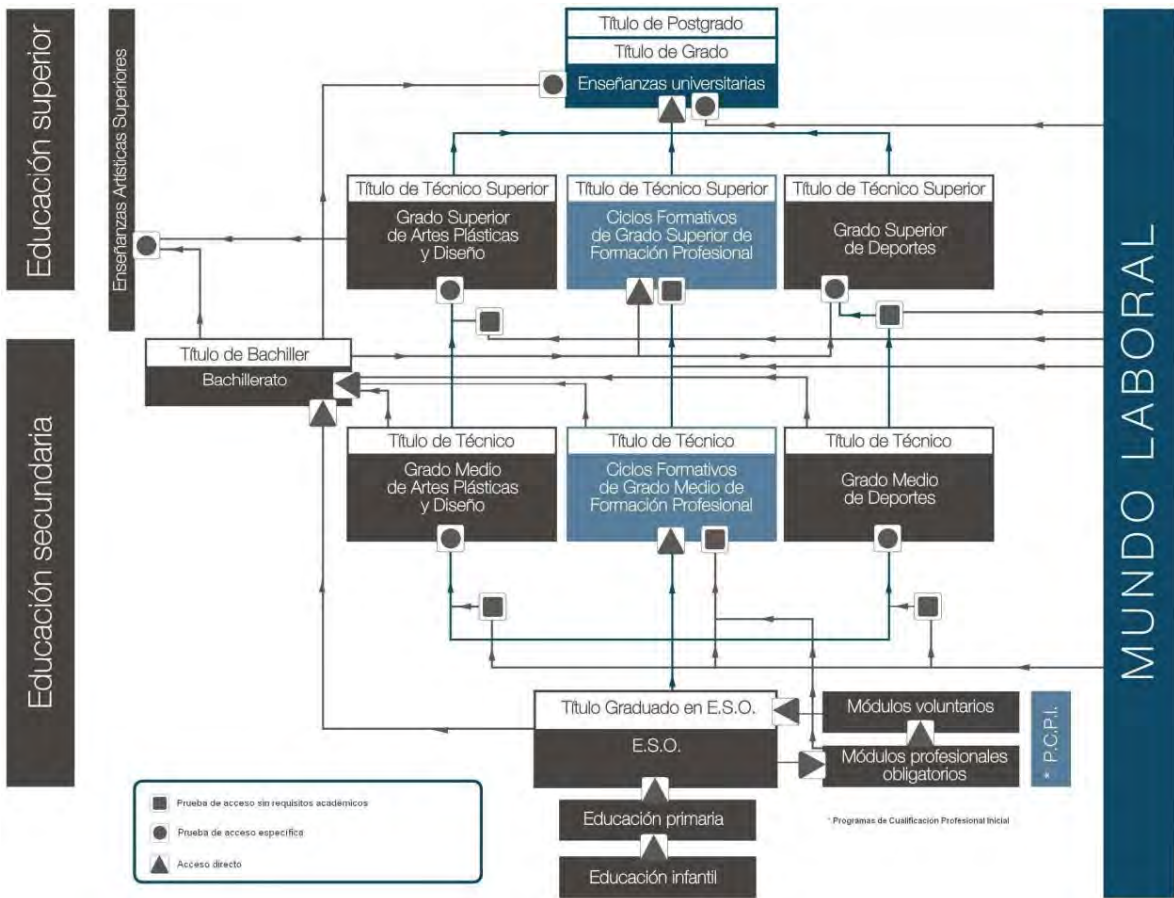 Educación superior
Enseñanzas Artísticas Superiores
Título de Postgrado
Título de Grado
Enseñanzas universitarias
Título de Técnico Superior
Grado Superior
de Artes Plásticas
y Diseño
Título de Técnico Superior
Ciclos Formativos
de Grado Superior de
Formación Profesional
Título de Técnico Superior
Grado Superior
de Deportes
MUNDO LABORAL
Educación secundaria
Título de Bachiller
Bachillerato
Título de Técnico
Grado Medio
de Artes Plásticas
y Diseño
Título de Técnico
Ciclos Formativos
de Grado Medio de
Formación Profesional
Título de Técnico
Grado Medio
de Deportes
Título Graduado en E.S.O.
E.S.O.
Módulos voluntarios
Módulos profesionales
obligatorios
* P.C.P.I.
Educación primaria
Educación infantil
* Programas de Cualificación Profesional Inicial
Prueba de acceso sin requisitos académicos
Prueba de acceso específica
Acceso directo